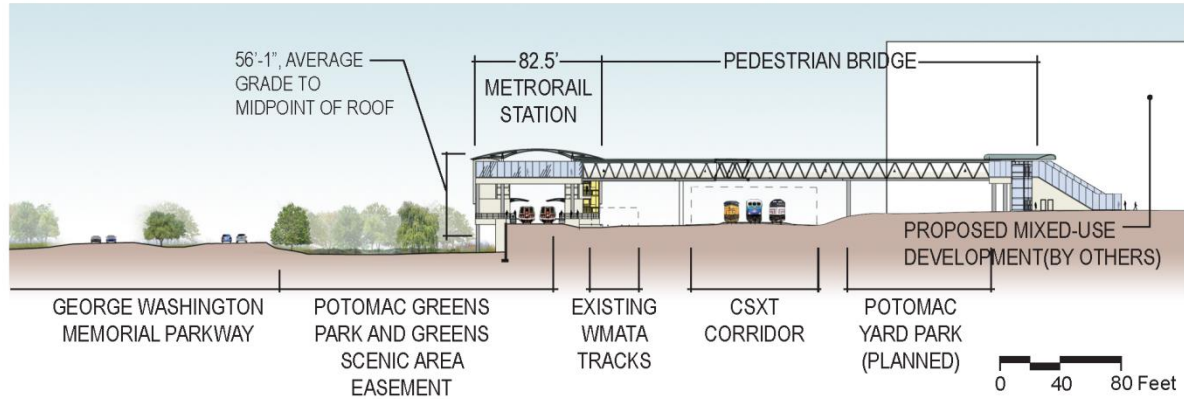 56'-1", AVERAGE
GRADE TO
MIDPOINT OF ROOF
82.5'
METRORAIL
STATION
PEDESTRIAN BRIDGE
PROPOSED MIXED-USE
DEVELOPMENT(BY OTHERS)
GEORGE WASHINGTON
MEMORIAL PARKWAY
POTOMAC GREENS
PARK AND GREENS
SCENIC AREA
EASEMENT
EXISTING
WMATA
TRACKS
CSXT
CORRIDOR
POTOMAC
YARD PARK
(PLANNED)
0 40 80 Feet